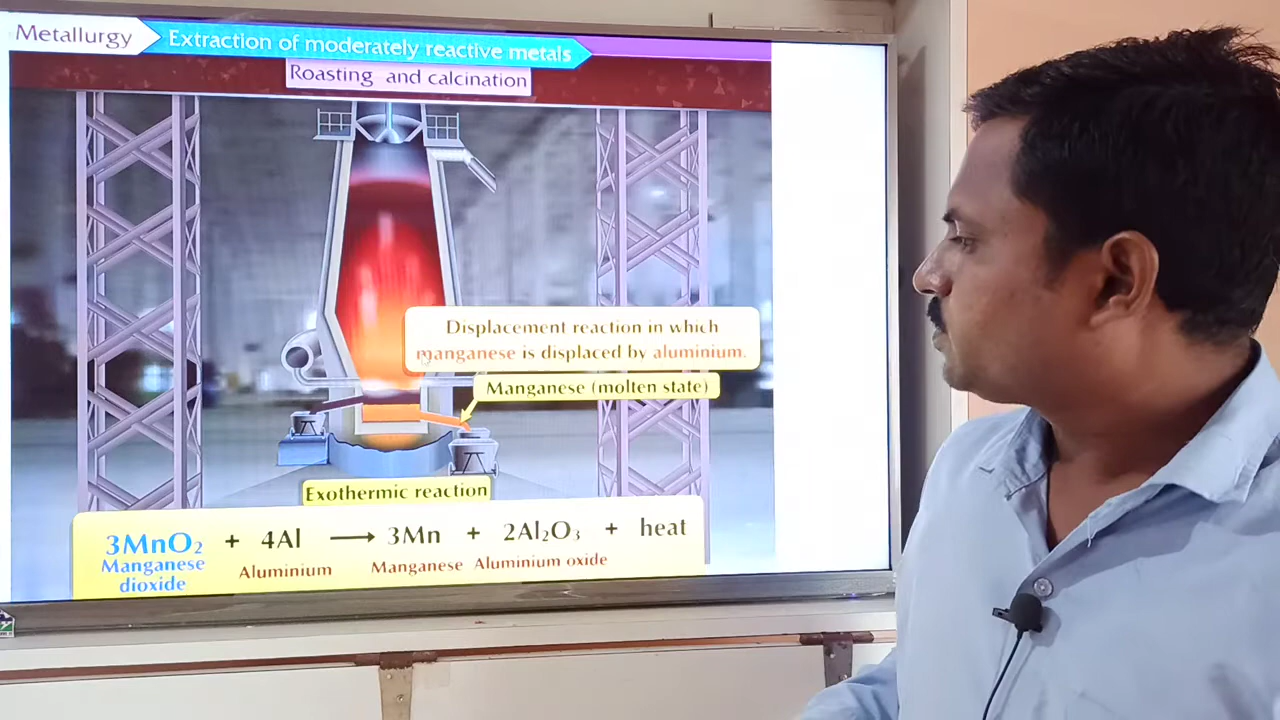 Metallurgy
Extraction of moderately reactive metals
Roasting and calcination
Displacement reaction in which
manganese is displaced by aluminium.
Manganese (molten state)
Exothermic reaction
3MnO₂ + 4Al ⟶ 3Mn + 2Al₂O₃ + heat
Manganese dioxide Aluminium Manganese Aluminium oxide